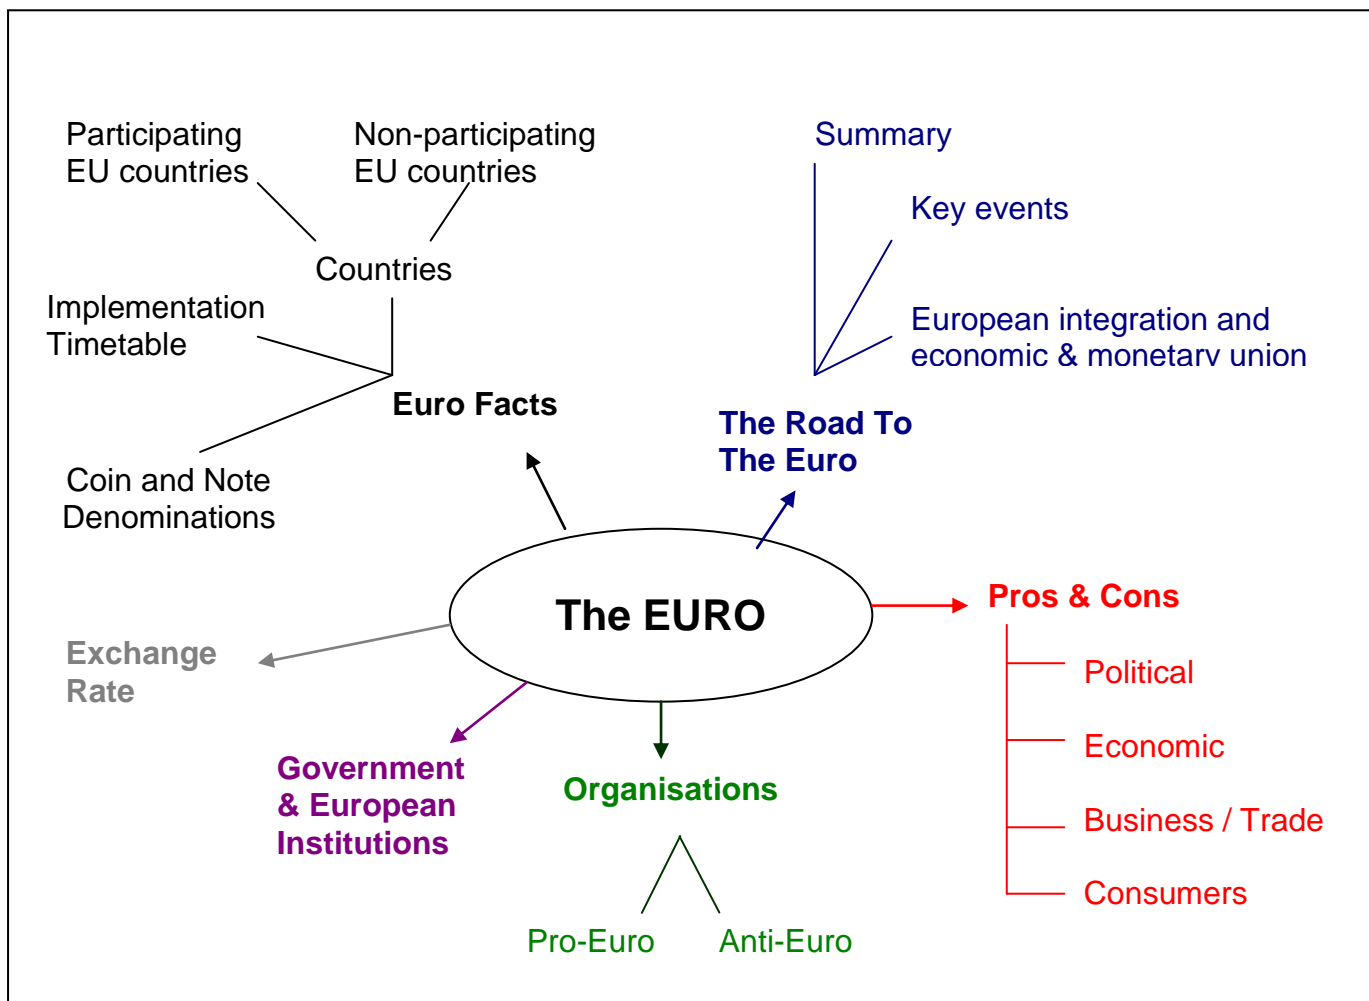 Participating
EU countries
Non-participating
EU countries
Countries
Implementation
Timetable
Euro Facts
Coin and Note
Denominations
Summary
Key events
European integration and
economic & monetary union
The Road To
The Euro
The EURO
Pros & Cons
Political
Economic
Business / Trade
Consumers
Exchange
Rate
Government
& European
Institutions
Organisations
Pro-Euro
Anti-Euro